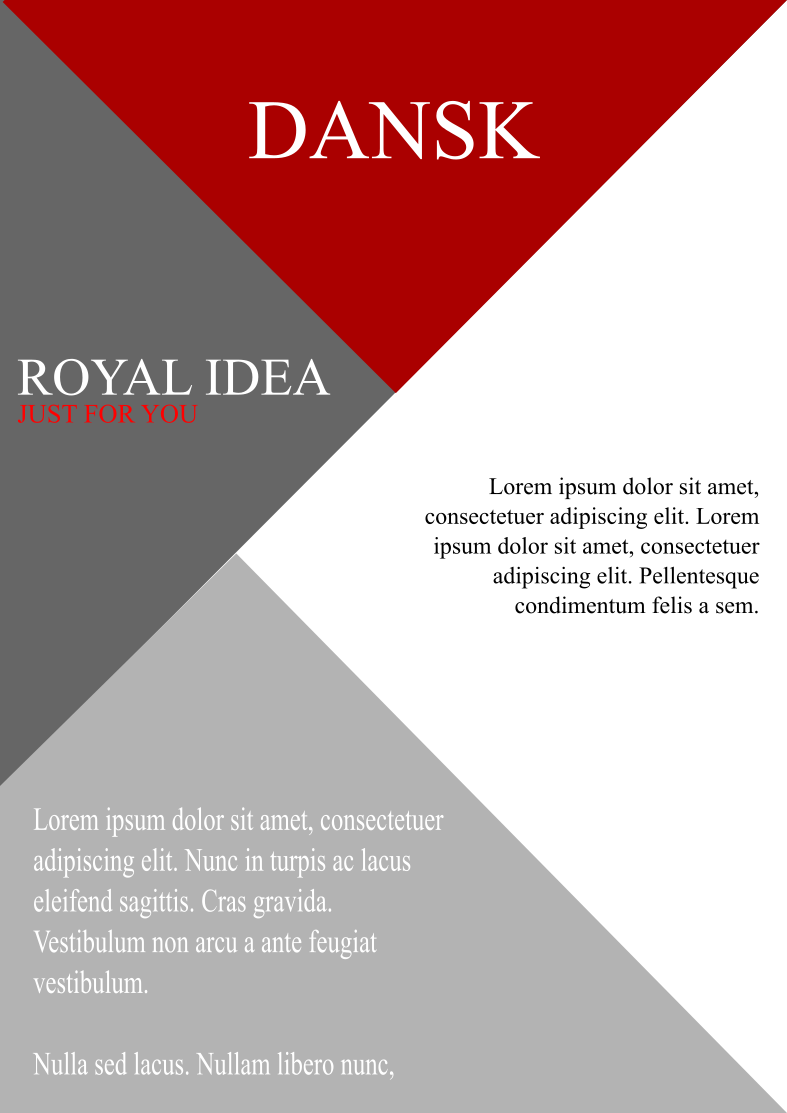 DANSK
ROYAL IDEA
JUST FOR YOU
Lorem ipsum dolor sit amet,
consectetuer adipiscing elit. Lorem
ipsum dolor sit amet, consectetuer
adipiscing elit. Pellentesque
condimentum felis a sem.
Lorem ipsum dolor sit amet, consectetuer
adipiscing elit. Nunc in turpis ac lacus
eleifend sagittis. Cras gravida.
Vestibulum non arcu a ante feugiat
vestibulum.
Nulla sed lacus. Nullam libero nunc,